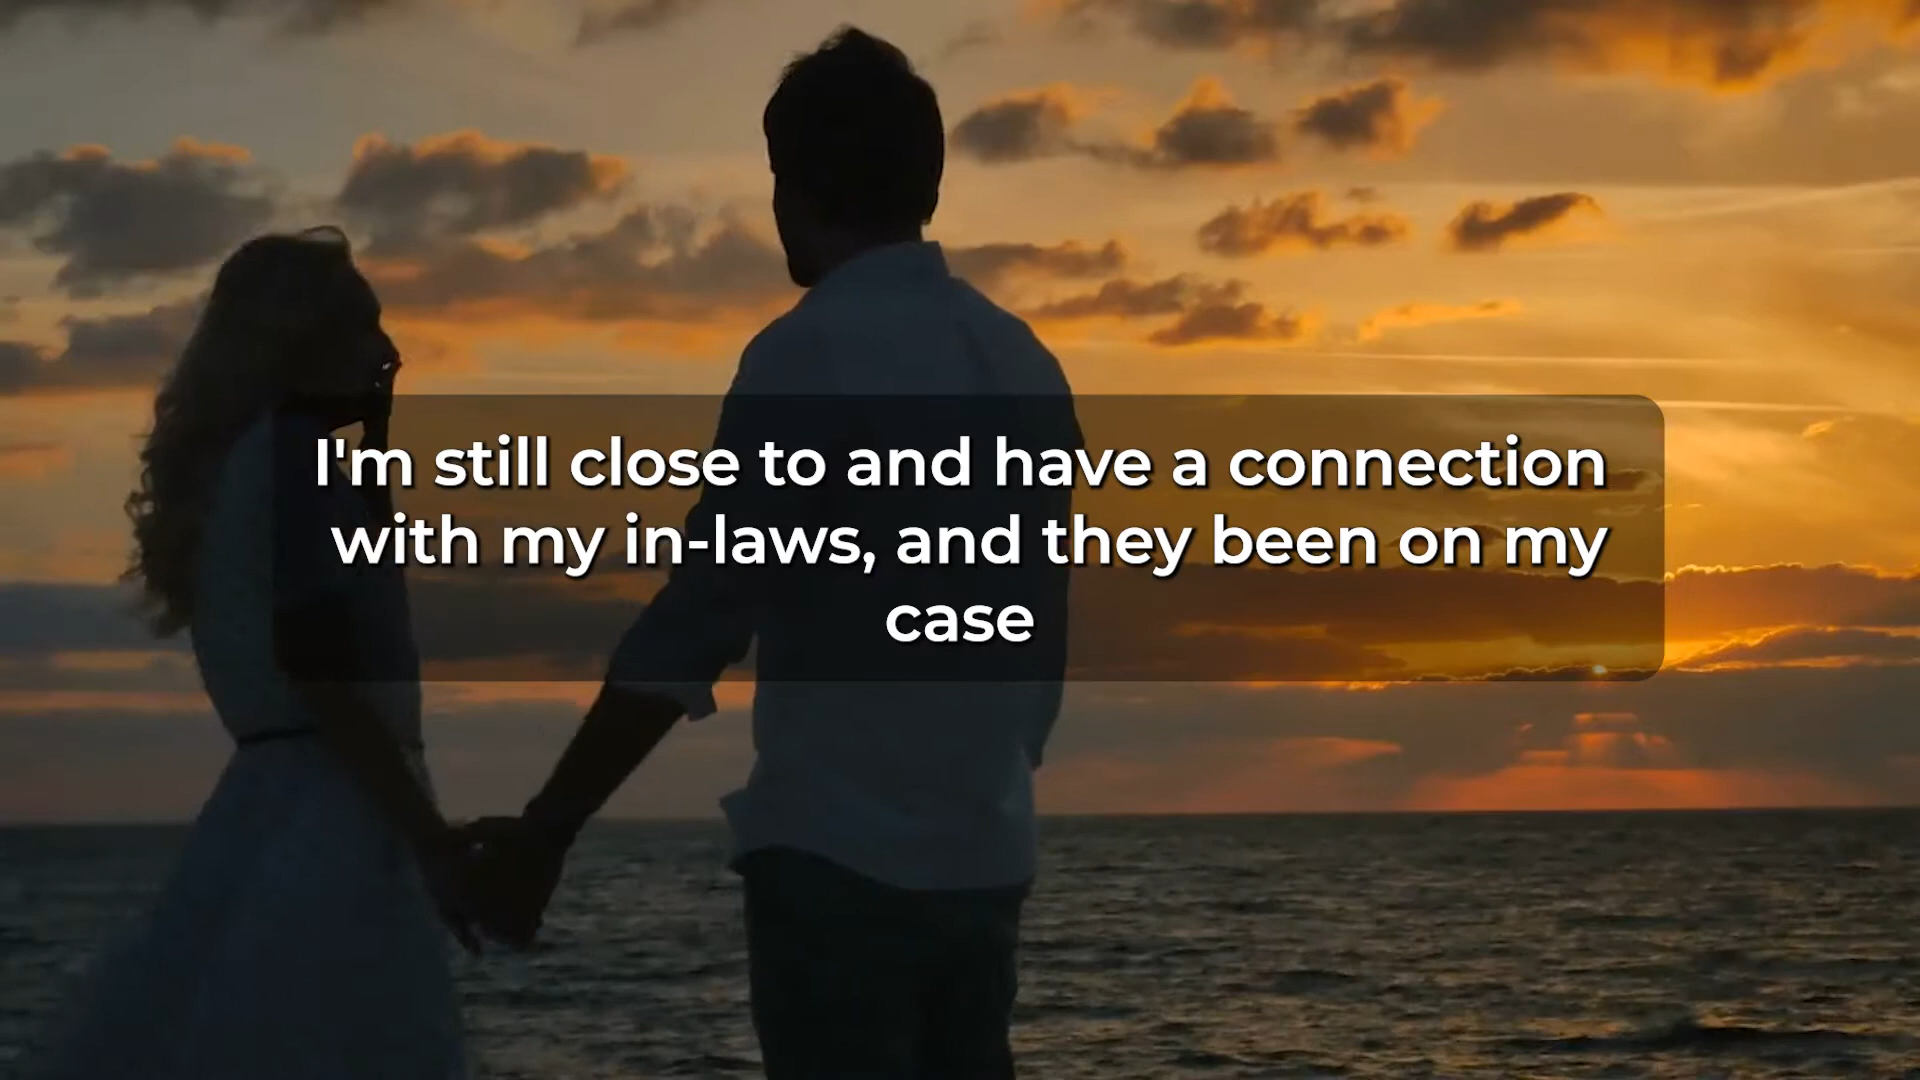 I'm still close to and have a connection
with my in-laws, and they been on my
case